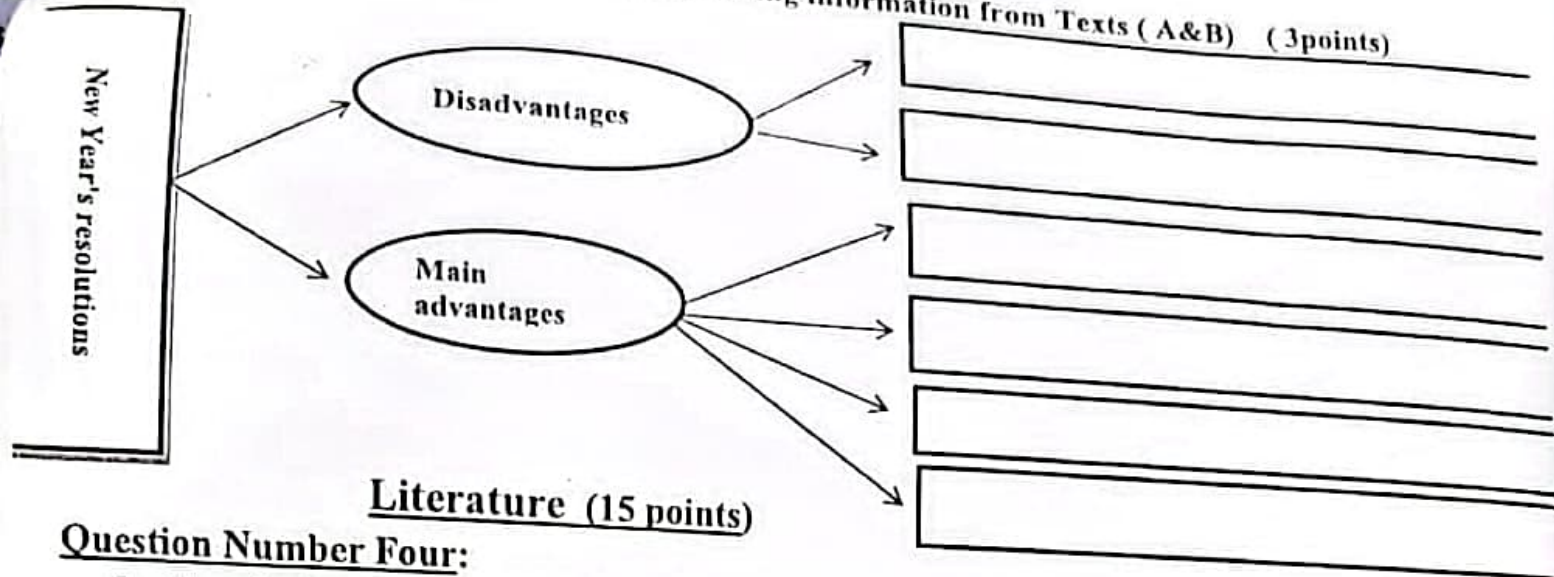 information from Texts ( A&B) ( 3points)
New Year's resolutions
Disadvantages
Main
advantages
Literature (15 points)
Question Number Four: